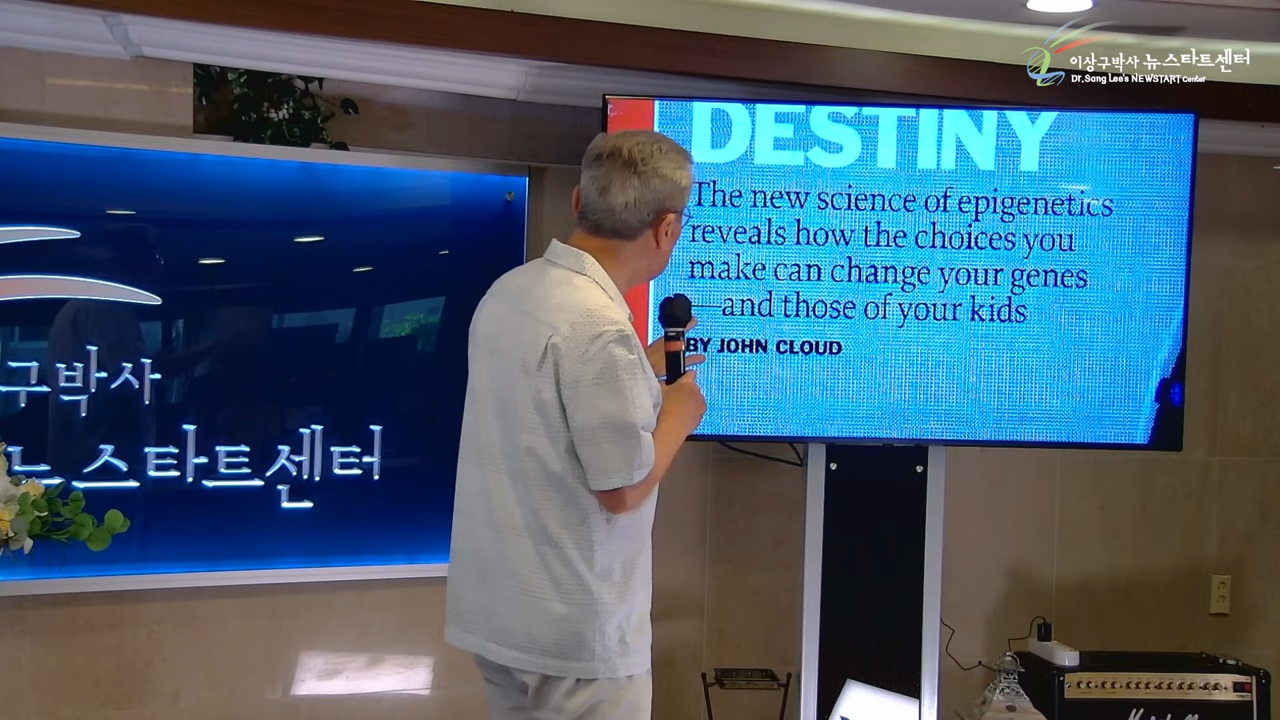 이상구박사 뉴스타트센터
Dr.Sang Lee's NEWSTART Center
DESTINY
The new science of epigenetics
reveals how the choices you
make can change your genes
—and those of your kids
BY JOHN CLOUD
구박사
뉴스타트센터